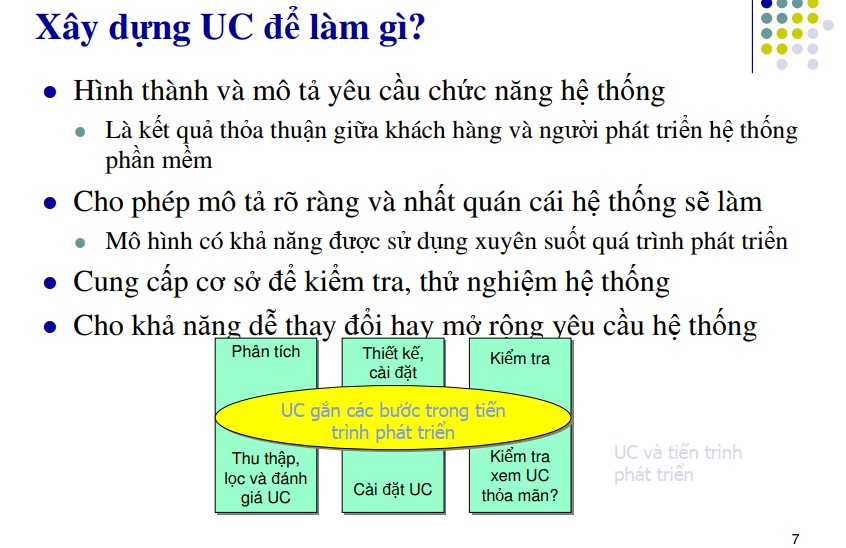 Xây dựng UC để làm gì?
Hình thành và mô tả yêu cầu chức năng hệ thống
Là kết quả thỏa thuận giữa khách hàng và người phát triển hệ thống
phần mềm
Cho phép mô tả rõ ràng và nhất quán cái hệ thống sẽ làm
Mô hình có khả năng được sử dụng xuyên suốt quá trình phát triển
Cung cấp cơ sở để kiểm tra, thử nghiệm hệ thống
Cho khả năng dễ thay đổi hay mở rộng yêu cầu hệ thống
Phân tích
Thiết kế,
cài đặt
Kiểm tra
UC gắn các bước trong tiến
trình phát triển
Thu thập,
lọc và đánh
giá UC
Cài đặt UC
Kiểm tra
xem UC
thỏa mãn?
UC và tiến trình
phát triển
7